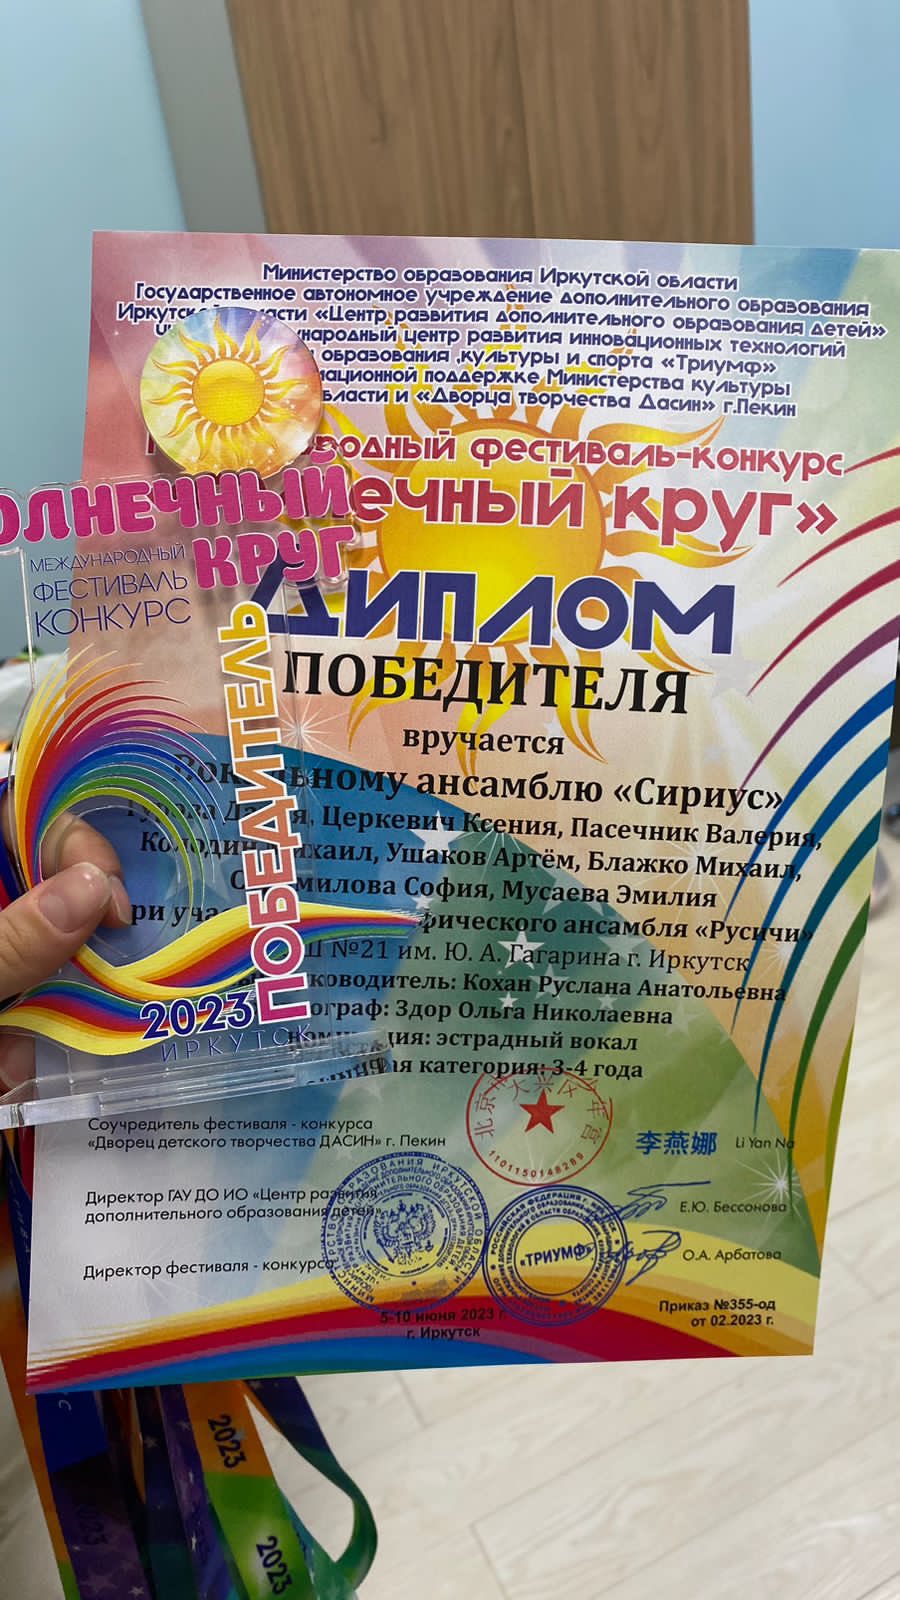 Министерство образования Иркутской области
Государственное автономное учреждение дополнительного образования
Иркутской области «Центр развития дополнительного образования детей»
народный центр развития инновационных технологий
образования ,культуры и спорта «Триумф»
поддержке Министерства культуры
и «Дворца творчества Дасин» г.Пекин
фестиваль-конкурс
круг»
ДИПЛОМ
ПОБЕДИТЕЛЯ
вручается
Вокальному ансамблю «Сириус»
Церкевич Ксения, Пасечник Валерия,
Колодин Михаил, Ушаков Артём, Блажко Михаил,
София, Мусаева Эмилия
ансамбля «Русичи»
№21 им. Ю. А. Гагарина г. Иркутск
Кохан Руслана Анатольевна
Здор Ольга Николаевна
эстрадный вокал
категория: 3-4 года
Соучредитель фестиваля - конкурса
«Дворец детского творчества ДАСИН» г. Пекин
李燕娜 Li Yan Na
Директор ГАУ ДО ИО «Центр развития
дополнительного образования детей»
Е.Ю. Бессонова
Директор фестиваля - конкурса
О.А. Арбатова
5-10 июня 2023 г.
г. Иркутск
Приказ №355-од
от 02.2023 г.
1101150148289
«ТРИУМФ»
КРУГ
МЕЖДУНАРОДНЫЙ
ФЕСТИВАЛЬ
КОНКУРС
ПОБЕДИТЕЛЬ
2023
ИРКУТСК
2023
2023
2023